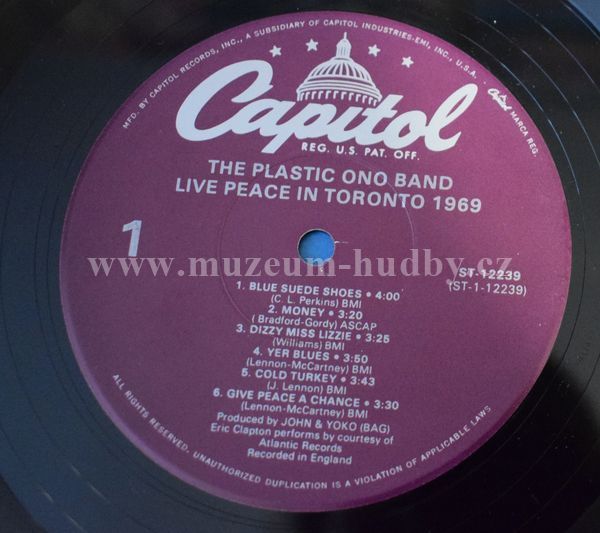 MFD. BY CAPITOL RECORDS, INC., A SUBSIDIARY OF CAPITOL INDUSTRIES-EMI, INC., U.S.A.
Capitol MARCA REG.
Capitol
REG. U.S. PAT. OFF.
THE PLASTIC ONO BAND
LIVE PEACE IN TORONTO 1969
1
www.muzeum-hudby.cz
ST-12239
(ST-1-12239)
1. BLUE SUEDE SHOES • 4:00
(C. L. Perkins) BMI
2. MONEY • 3:20
( Bradford-Gordy) ASCAP
3. DIZZY MISS LIZZIE • 3:25
(Williams) BMI
4. YER BLUES • 3:50
(Lennon-McCartney) BMI
5. COLD TURKEY • 3:43
(J. Lennon) BMI
6. GIVE PEACE A CHANCE • 3:30
(Lennon-McCartney) BMI
Produced by JOHN & YOKO (BAG)
Eric Clapton performs by courtesy of
Atlantic Records
Recorded in England
ALL RIGHTS RESERVED. UNAUTHORIZED DUPLICATION IS A VIOLATION OF APPLICABLE LAWS